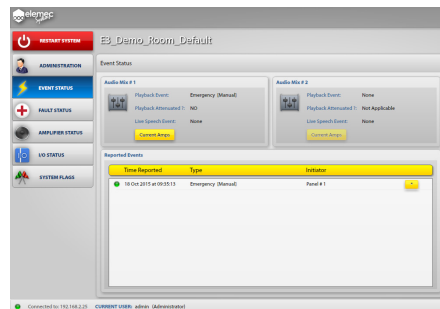 elemec
RESTART SYSTEM
E3_Demo_Room_Default
ADMINISTRATION
Event Status
EVENT STATUS
Audio Mix # 1
Playback Event: Emergency (Manual)
Playback Attenuated ?: NO
Live Speech Event: None
Current Amps
Audio Mix # 2
Playback Event: None
Playback Attenuated ?: Not Applicable
Live Speech Event: None
Current Amps
FAULT STATUS
AMPLIFIER STATUS
I/O STATUS
SYSTEM FLAGS
Reported Events
Time Reported Type Initiator
18 Oct 2015 at 09:55:13 Emergency (Manual) Panel # 1
Connected to: 192.168.2.25 CURRENT USER: admin (Administrator)